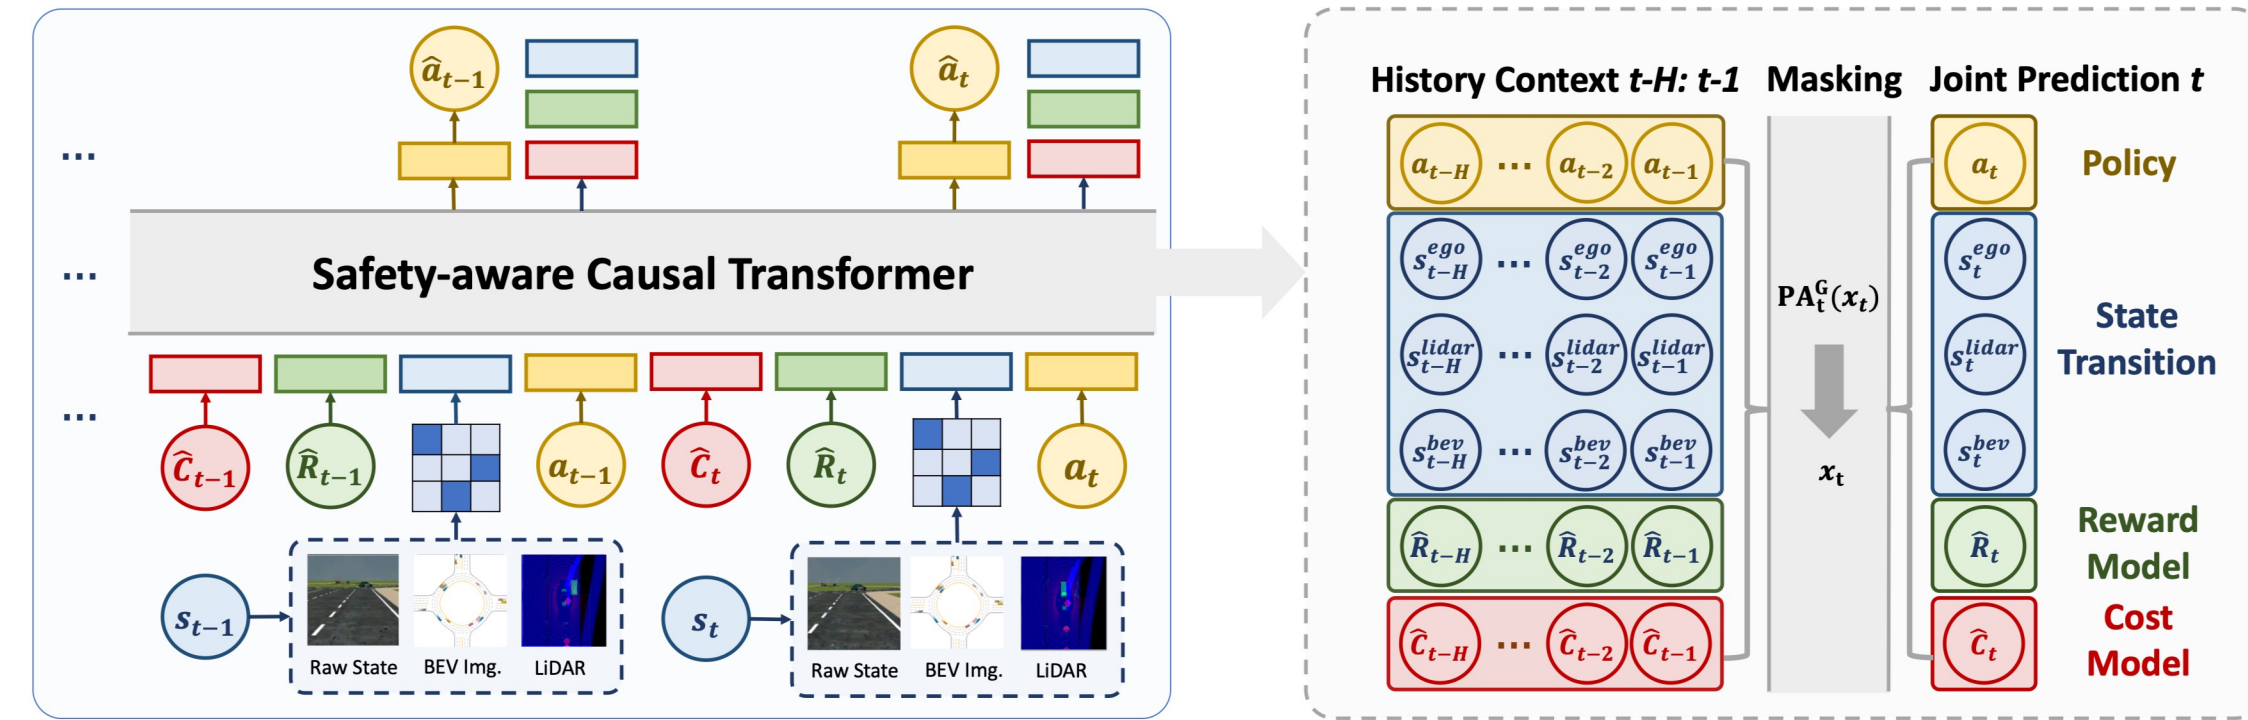 â_{t−1} â_t
...
Safety-aware Causal Transformer
...
...
Ĉ_{t−1} R̂_{t−1} a_{t−1} Ĉ_t R̂_t a_t
s_{t−1} s_t
Raw State BEV Img. LiDAR Raw State BEV Img. LiDAR
History Context t-H: t-1 Masking Joint Prediction t
a_{t−H} ... a_{t−2} a_{t−1} a_t Policy
s^{ego}_{t−H} ... s^{ego}_{t−2} s^{ego}_{t−1} s^{ego}_t
s^{lidar}_{t−H} ... s^{lidar}_{t−2} s^{lidar}_{t−1} s^{lidar}_t
s^{bev}_{t−H} ... s^{bev}_{t−2} s^{bev}_{t−1} s^{bev}_t
State
Transition
PA^G_t(x_t)
x_t
R̂_{t−H} ... R̂_{t−2} R̂_{t−1} R̂_t
Reward
Model
Ĉ_{t−H} ... Ĉ_{t−2} Ĉ_{t−1} Ĉ_t
Cost
Model